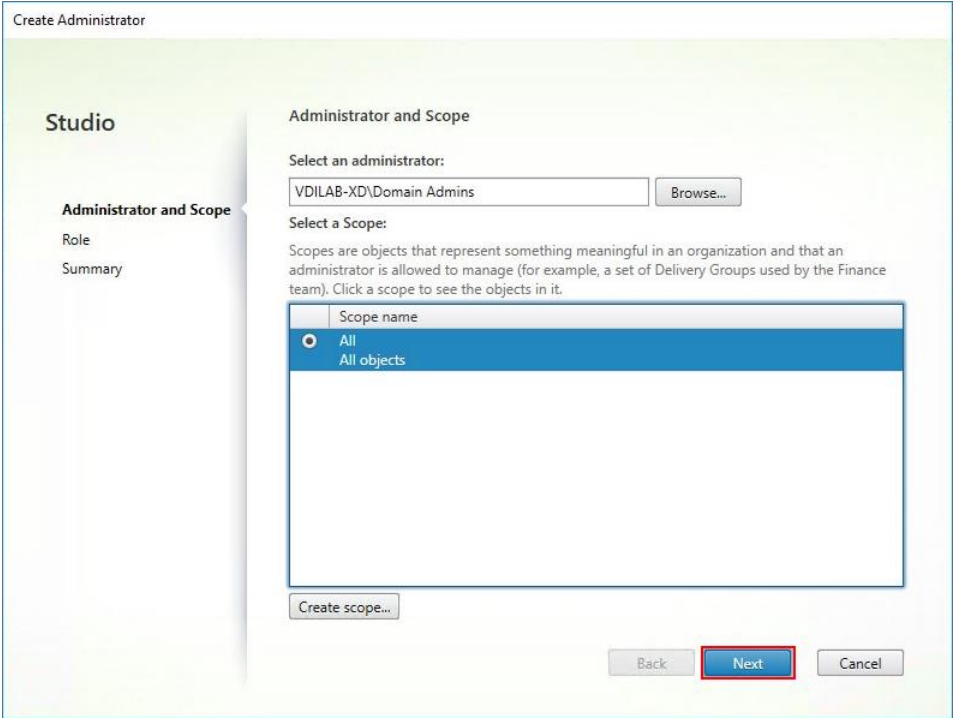 Create Administrator
Studio
Administrator and Scope
Role
Summary
Administrator and Scope
Select an administrator:
VDILAB-XD\Domain Admins
Browse...
Select a Scope:
Scopes are objects that represent something meaningful in an organization and that an
administrator is allowed to manage (for example, a set of Delivery Groups used by the Finance
team). Click a scope to see the objects in it.
Scope name
All
All objects
Create scope...
Back
Next
Cancel